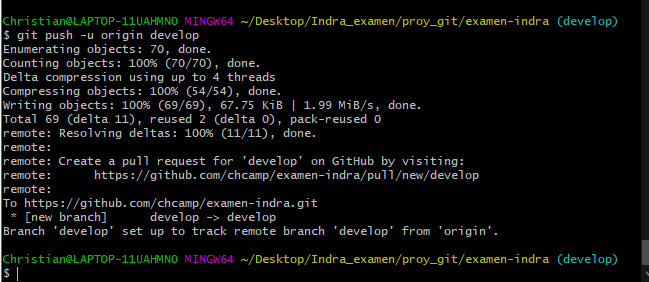 Christian@LAPTOP-11UAHMNO MINGW64 ~/Desktop/Indra_examen/proy_git/examen-indra (develop)
$ git push -u origin develop
Enumerating objects: 70, done.
Counting objects: 100% (70/70), done.
Delta compression using up to 4 threads
Compressing objects: 100% (54/54), done.
Writing objects: 100% (69/69), 67.75 KiB | 1.99 MiB/s, done.
Total 69 (delta 11), reused 2 (delta 0), pack-reused 0
remote: Resolving deltas: 100% (11/11), done.
remote:
remote: Create a pull request for 'develop' on GitHub by visiting:
remote:      https://github.com/chcamp/examen-indra/pull/new/develop
remote:
To https://github.com/chcamp/examen-indra.git
 * [new branch]      develop -> develop
Branch 'develop' set up to track remote branch 'develop' from 'origin'.
Christian@LAPTOP-11UAHMNO MINGW64 ~/Desktop/Indra_examen/proy_git/examen-indra (develop)
$